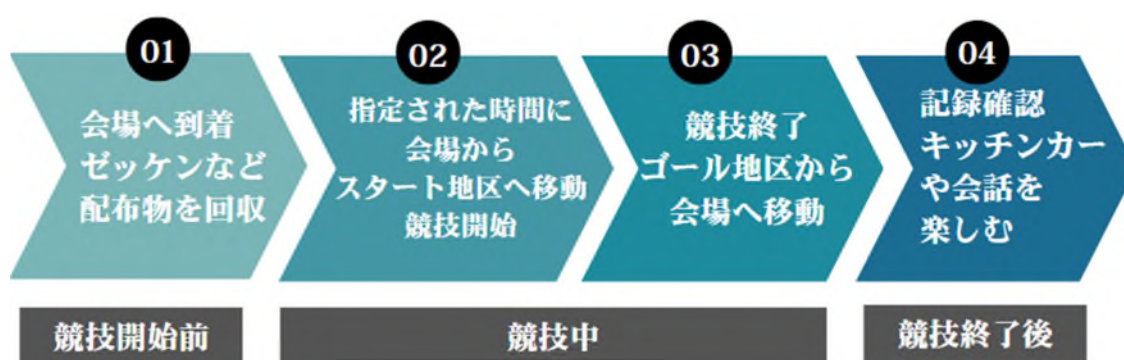 01
会場へ到着
ゼッケンなど
配布物を回収
02
指定された時間に
会場から
スタート地区へ移動
競技開始
03
競技終了
ゴール地区から
会場へ移動
04
記録確認
キッチンカー
や会話を
楽しむ
競技開始前
競技中
競技終了後